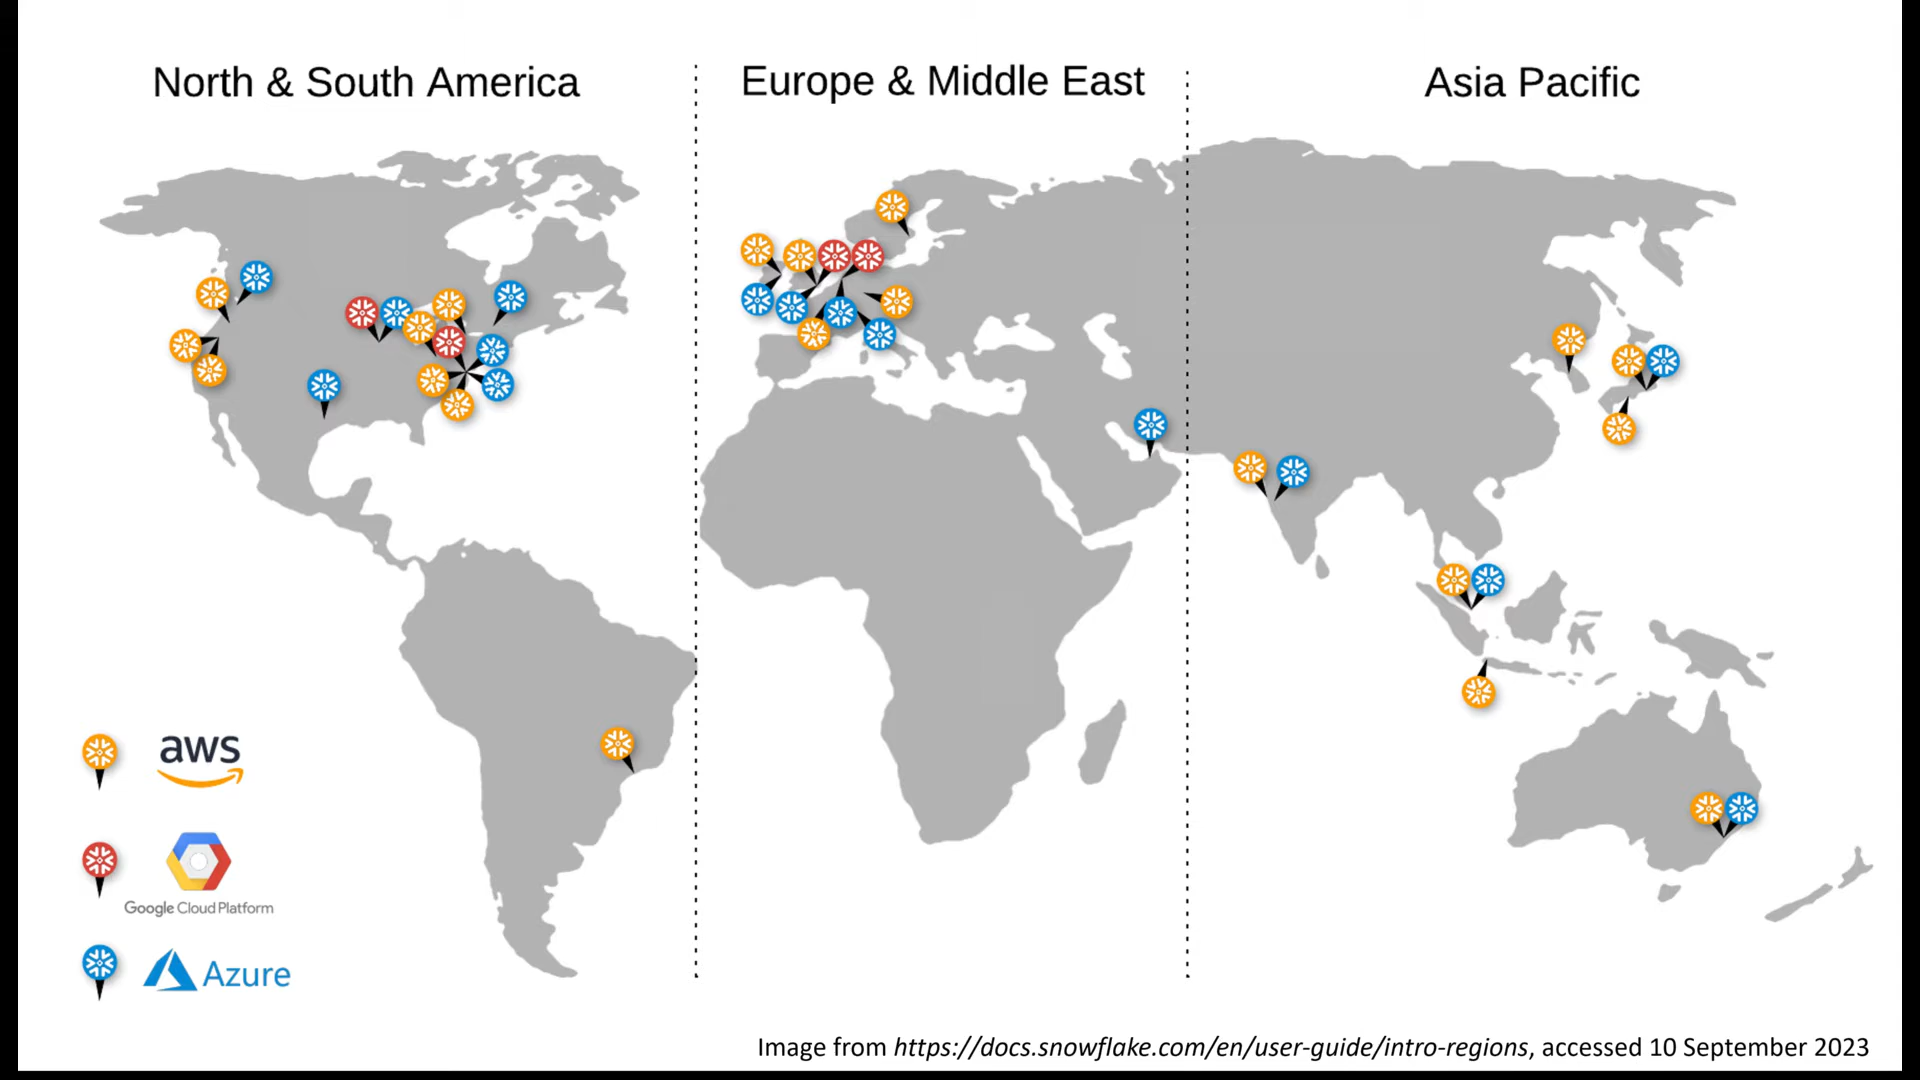 North & South America
Europe & Middle East
Asia Pacific
aws
Google Cloud Platform
Azure
Image from https://docs.snowflake.com/en/user-guide/intro-regions, accessed 10 September 2023